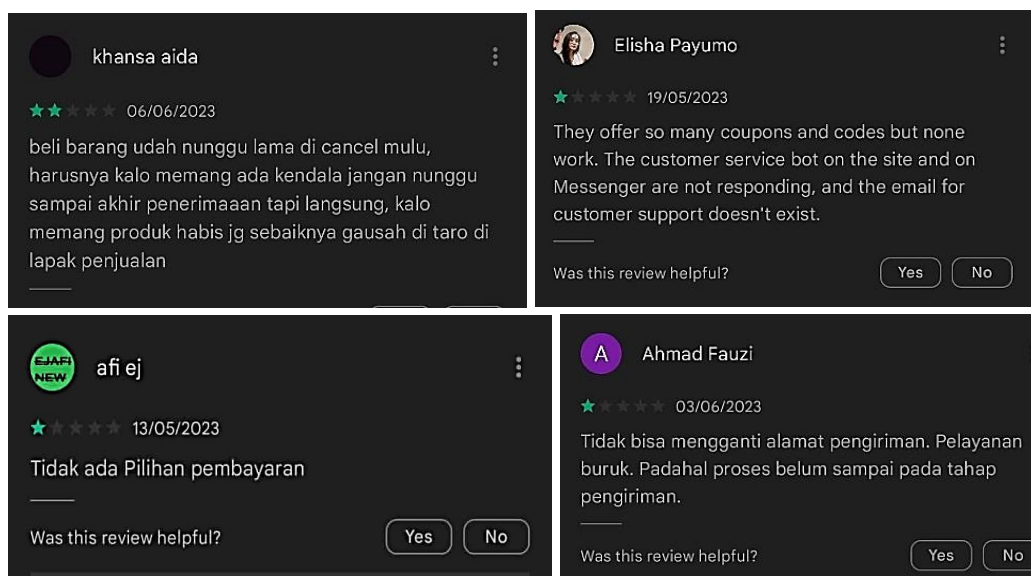 khansa aida
06/06/2023
beli barang udah nunggu lama di cancel mulu,
harusnya kalo memang ada kendala jangan nunggu
sampai akhir penerimaaan tapi langsung, kalo
memang produk habis jg sebaiknya gausah di taro di
lapak penjualan
Elisha Payumo
19/05/2023
They offer so many coupons and codes but none
work. The customer service bot on the site and on
Messenger are not responding, and the email for
customer support doesn't exist.
Was this review helpful?
Yes
No
EJAFI
NEW
afi ej
13/05/2023
Tidak ada Pilihan pembayaran
Was this review helpful?
Yes
No
A
Ahmad Fauzi
03/06/2023
Tidak bisa mengganti alamat pengiriman. Pelayanan
buruk. Padahal proses belum sampai pada tahap
pengiriman.
Was this review helpful?
Yes
No